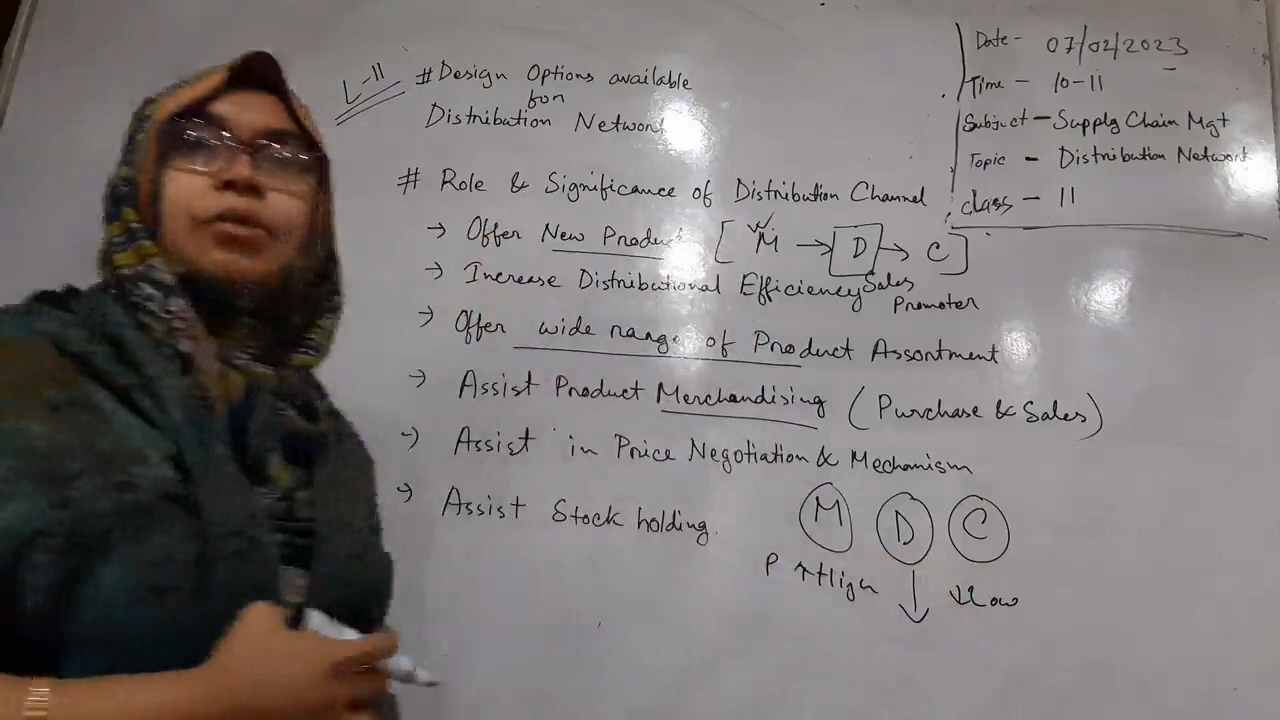 L-11
# Design Options available
for
Distribution Network
# Role & Significance of Distribution Channel
→ Offer New Product [ M → D → C ]
→ Increase Distributional Efficiency Sales
Promoter
→ Offer wide range of Product Assortment
→ Assist Product Merchandising (Purchase & Sales)
→ Assist in Price Negotiation & Mechanism
→ Assist Stock holding.
M D C
P ↑High ↓ ↓Low
Date - 07/02/2023
Time - 10-11
Subject - Supply Chain Mgt
Topic - Distribution Network
class - 11